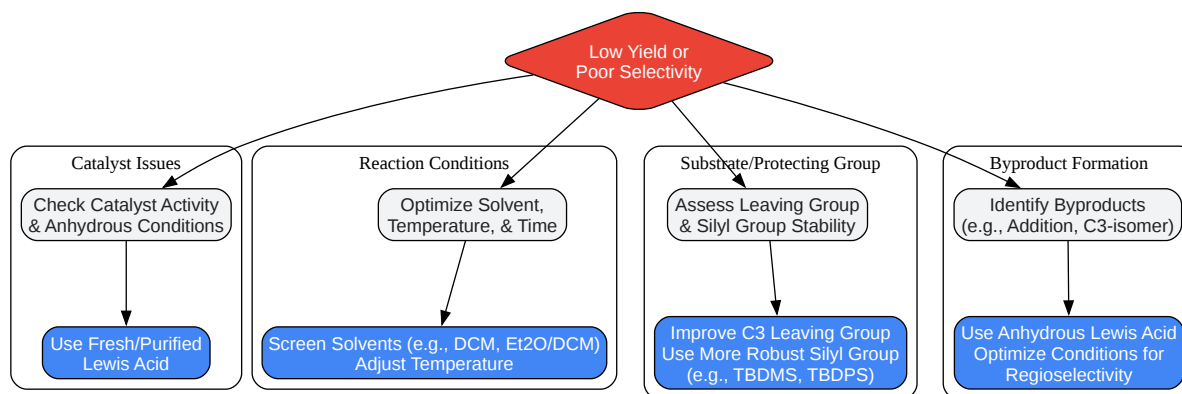 Low Yield or
Poor Selectivity
Catalyst Issues
Check Catalyst Activity
& Anhydrous Conditions
Use Fresh/Purified
Lewis Acid
Reaction Conditions
Optimize Solvent,
Temperature, & Time
Screen Solvents (e.g., DCM, Et2O/DCM)
Adjust Temperature
Substrate/Protecting Group
Assess Leaving Group
& Silyl Group Stability
Improve C3 Leaving Group
Use More Robust Silyl Group
(e.g., TBDMS, TBDPS)
Byproduct Formation
Identify Byproducts
(e.g., Addition, C3-isomer)
Use Anhydrous Lewis Acid
Optimize Conditions for
Regioselectivity